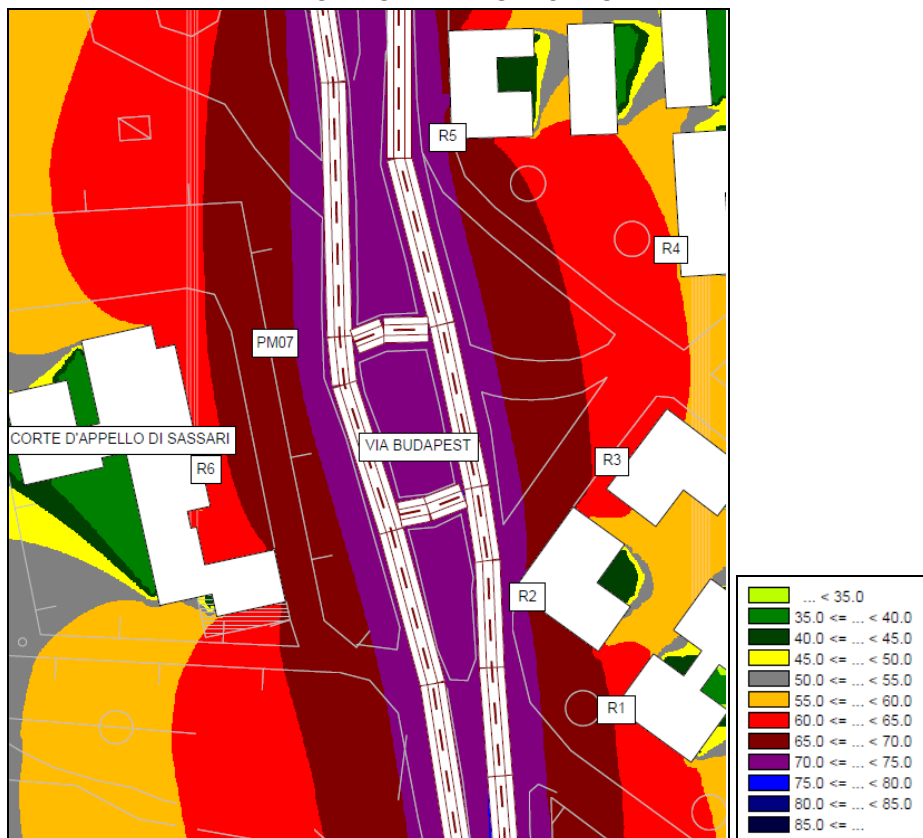 R5
R4
PM07
CORTE D'APPELLO DI SASSARI
VIA BUDAPEST
R6
R3
R2
R1
... < 35.0
35.0 <= ... < 40.0
40.0 <= ... < 45.0
45.0 <= ... < 50.0
50.0 <= ... < 55.0
55.0 <= ... < 60.0
60.0 <= ... < 65.0
65.0 <= ... < 70.0
70.0 <= ... < 75.0
75.0 <= ... < 80.0
80.0 <= ... < 85.0
85.0 <= ...